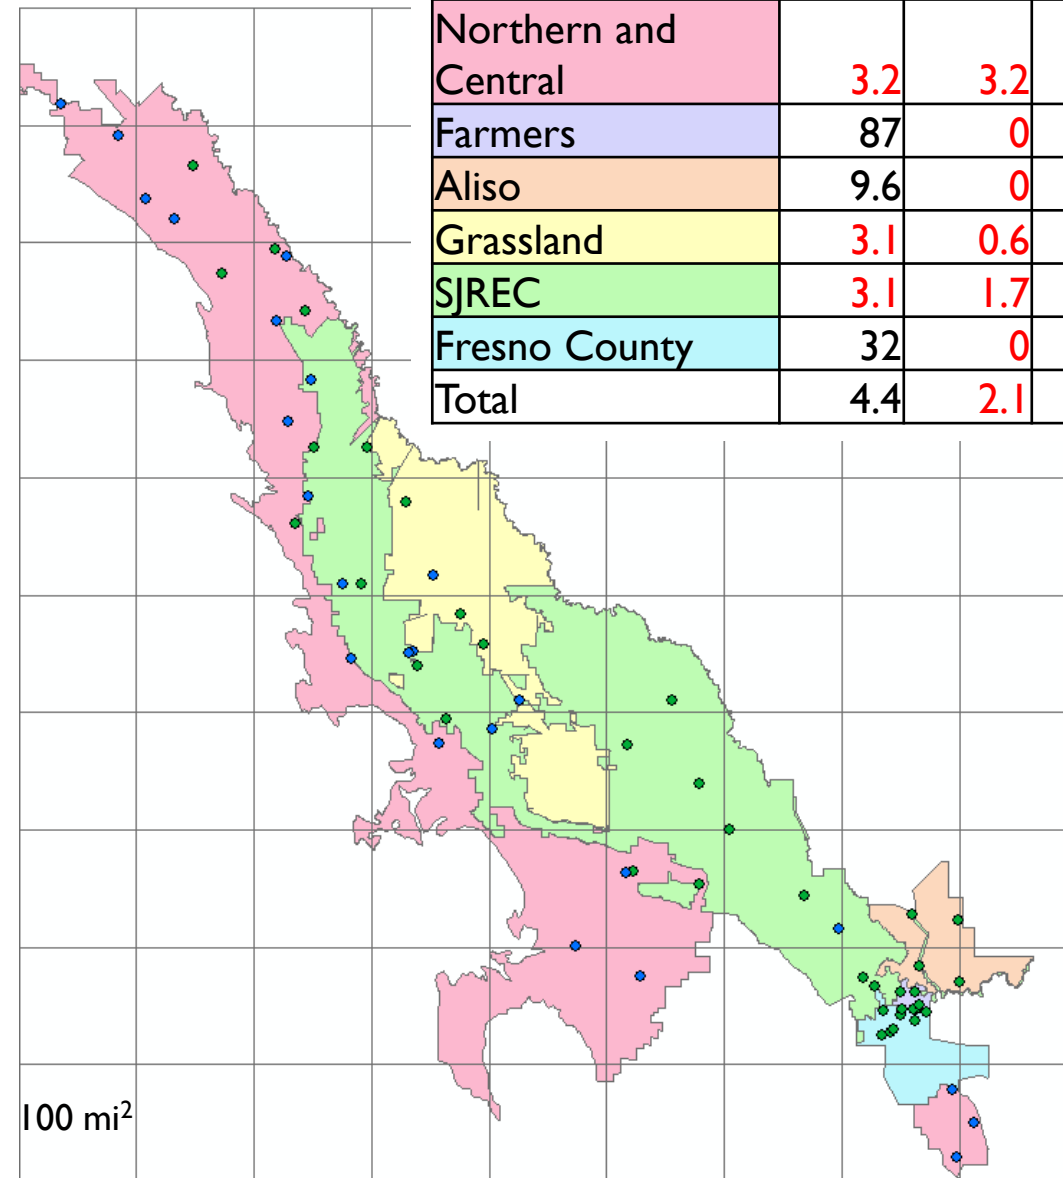 Northern and
Central 3.2 3.2
Farmers 87 0
Aliso 9.6 0
Grassland 3.1 0.6
SJREC 3.1 1.7
Fresno County 32 0
Total 4.4 2.1
100 mi²